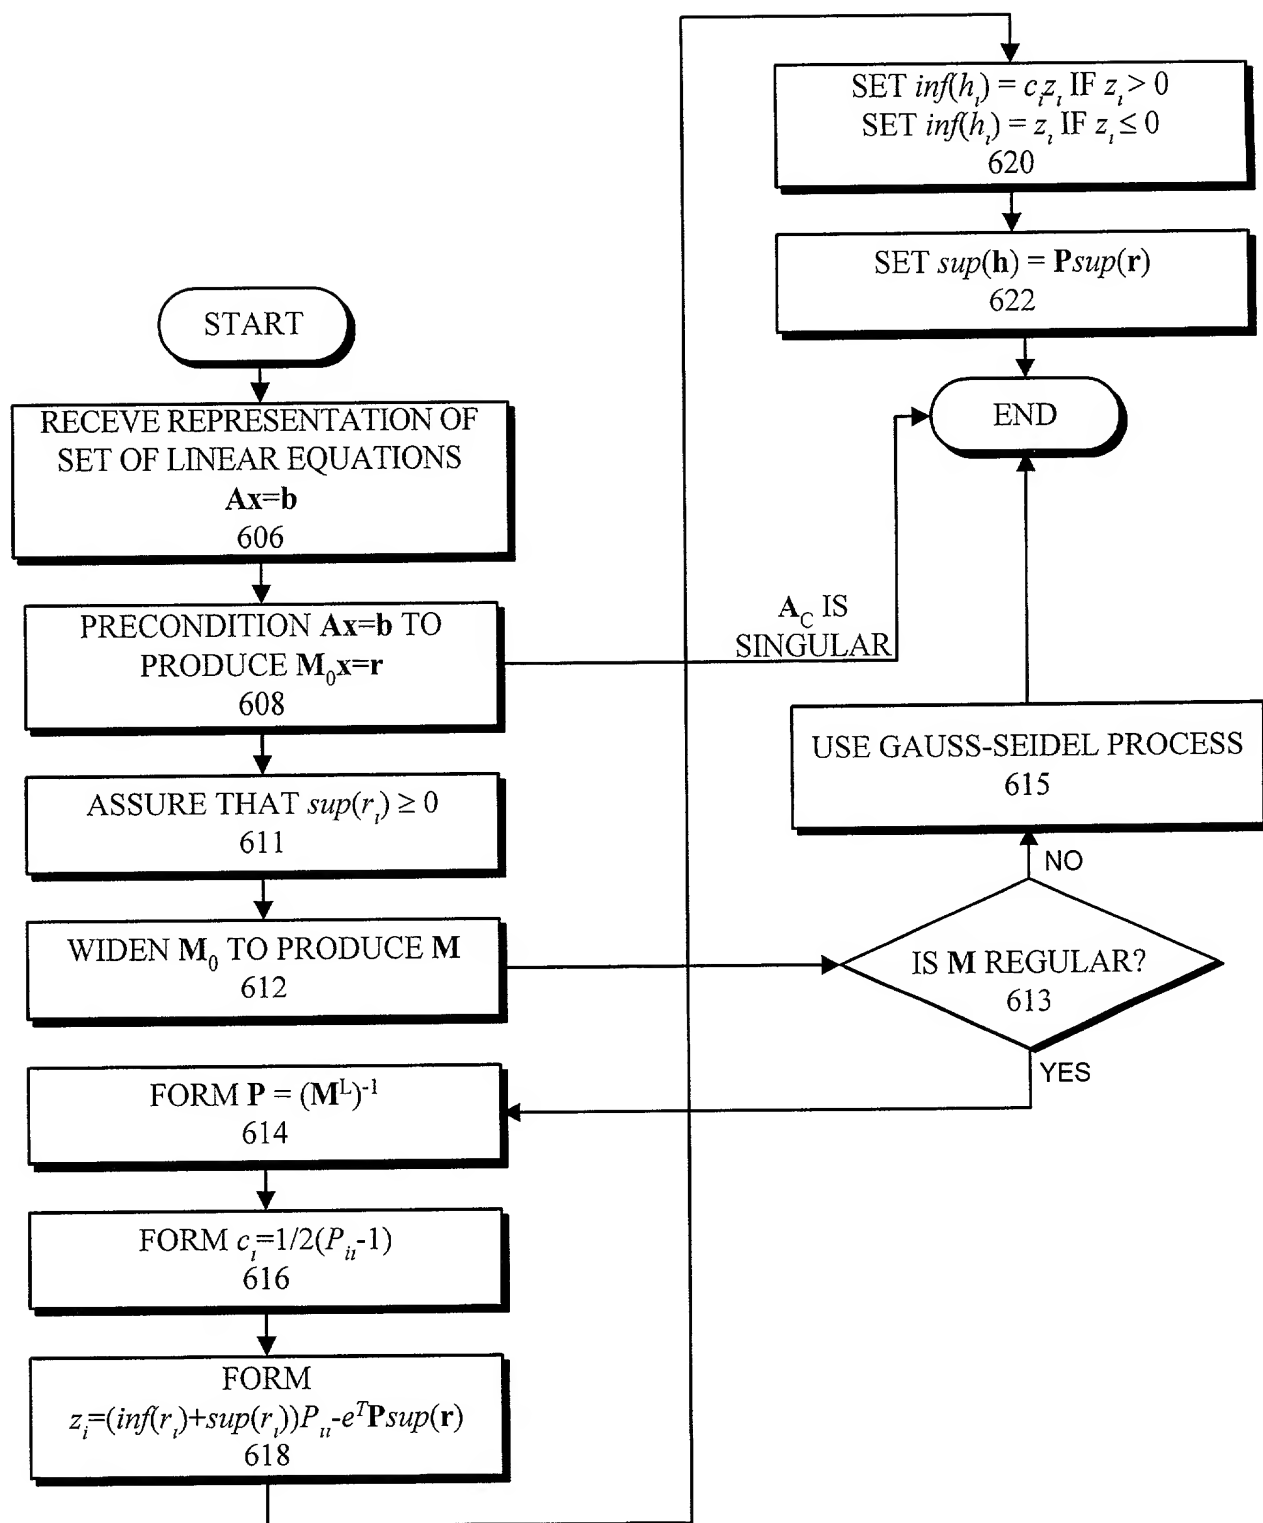 START
RECEVE REPRESENTATION OF
SET OF LINEAR EQUATIONS
Ax=b
606
PRECONDITION Ax=b TO
PRODUCE M₀x=r
608
A_C IS
SINGULAR
ASSURE THAT sup(rᵢ) ≥ 0
611
WIDEN M₀ TO PRODUCE M
612
IS M REGULAR?
613
NO
YES
USE GAUSS-SEIDEL PROCESS
615
FORM P = (Mᴸ)⁻¹
614
FORM cᵢ=1/2(Pᵢᵢ-1)
616
FORM
zᵢ=(inf(rᵢ)+sup(rᵢ))Pᵢᵢ-eᵀPsup(r)
618
SET inf(hᵢ) = cᵢzᵢ IF zᵢ > 0
SET inf(hᵢ) = zᵢ IF zᵢ ≤ 0
620
SET sup(h) = Psup(r)
622
END